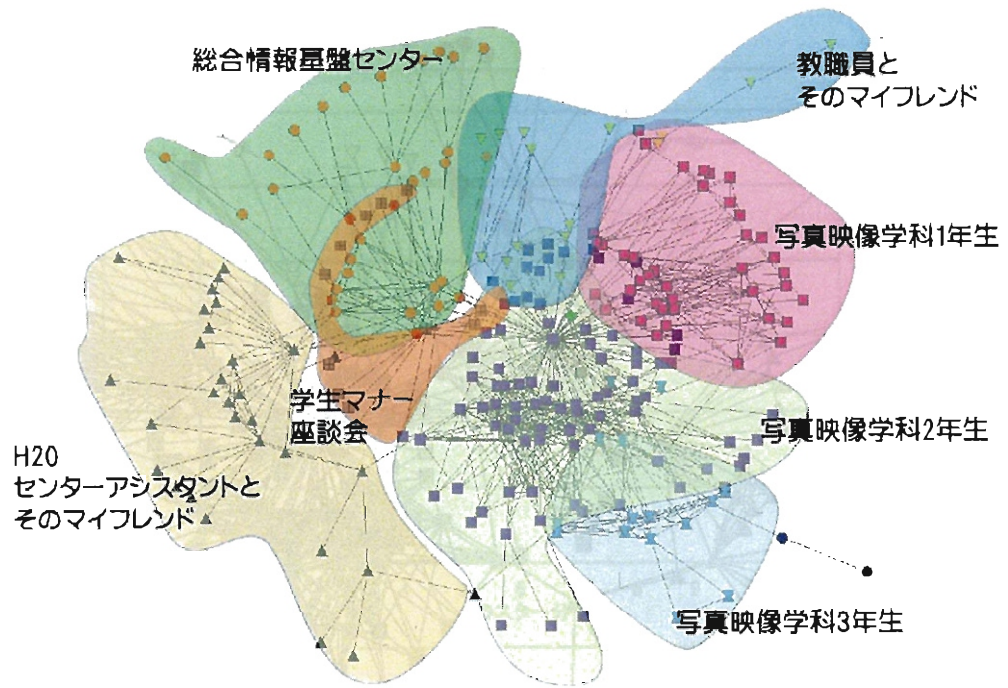 総合情報基盤センター
教職員と
そのマイフレンド
写真映像学科1年生
学生マナー
座談会
写真映像学科2年生
H20
センターアシスタントと
そのマイフレンド
写真映像学科3年生